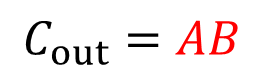 C_out = AB